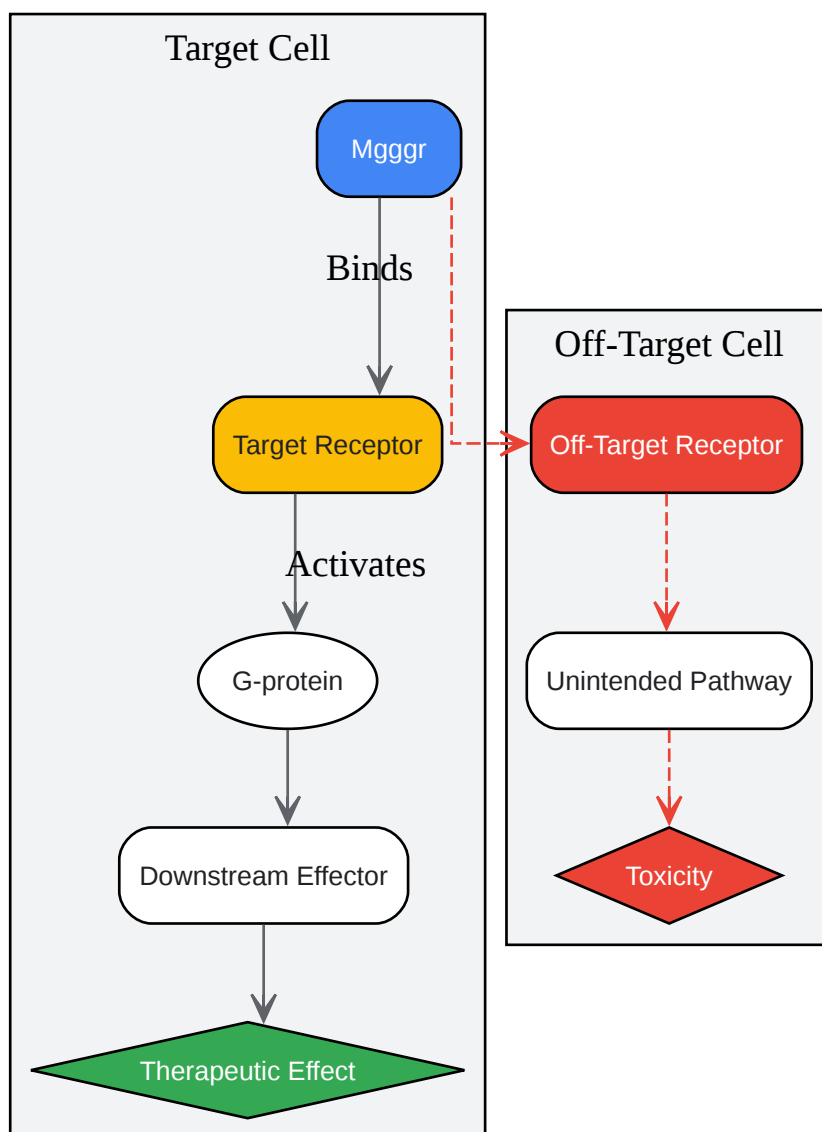 Target Cell
Mgggr
Binds
Off-Target Cell
Target Receptor
Off-Target Receptor
Activates
G-protein
Unintended Pathway
Downstream Effector
Toxicity
Therapeutic Effect